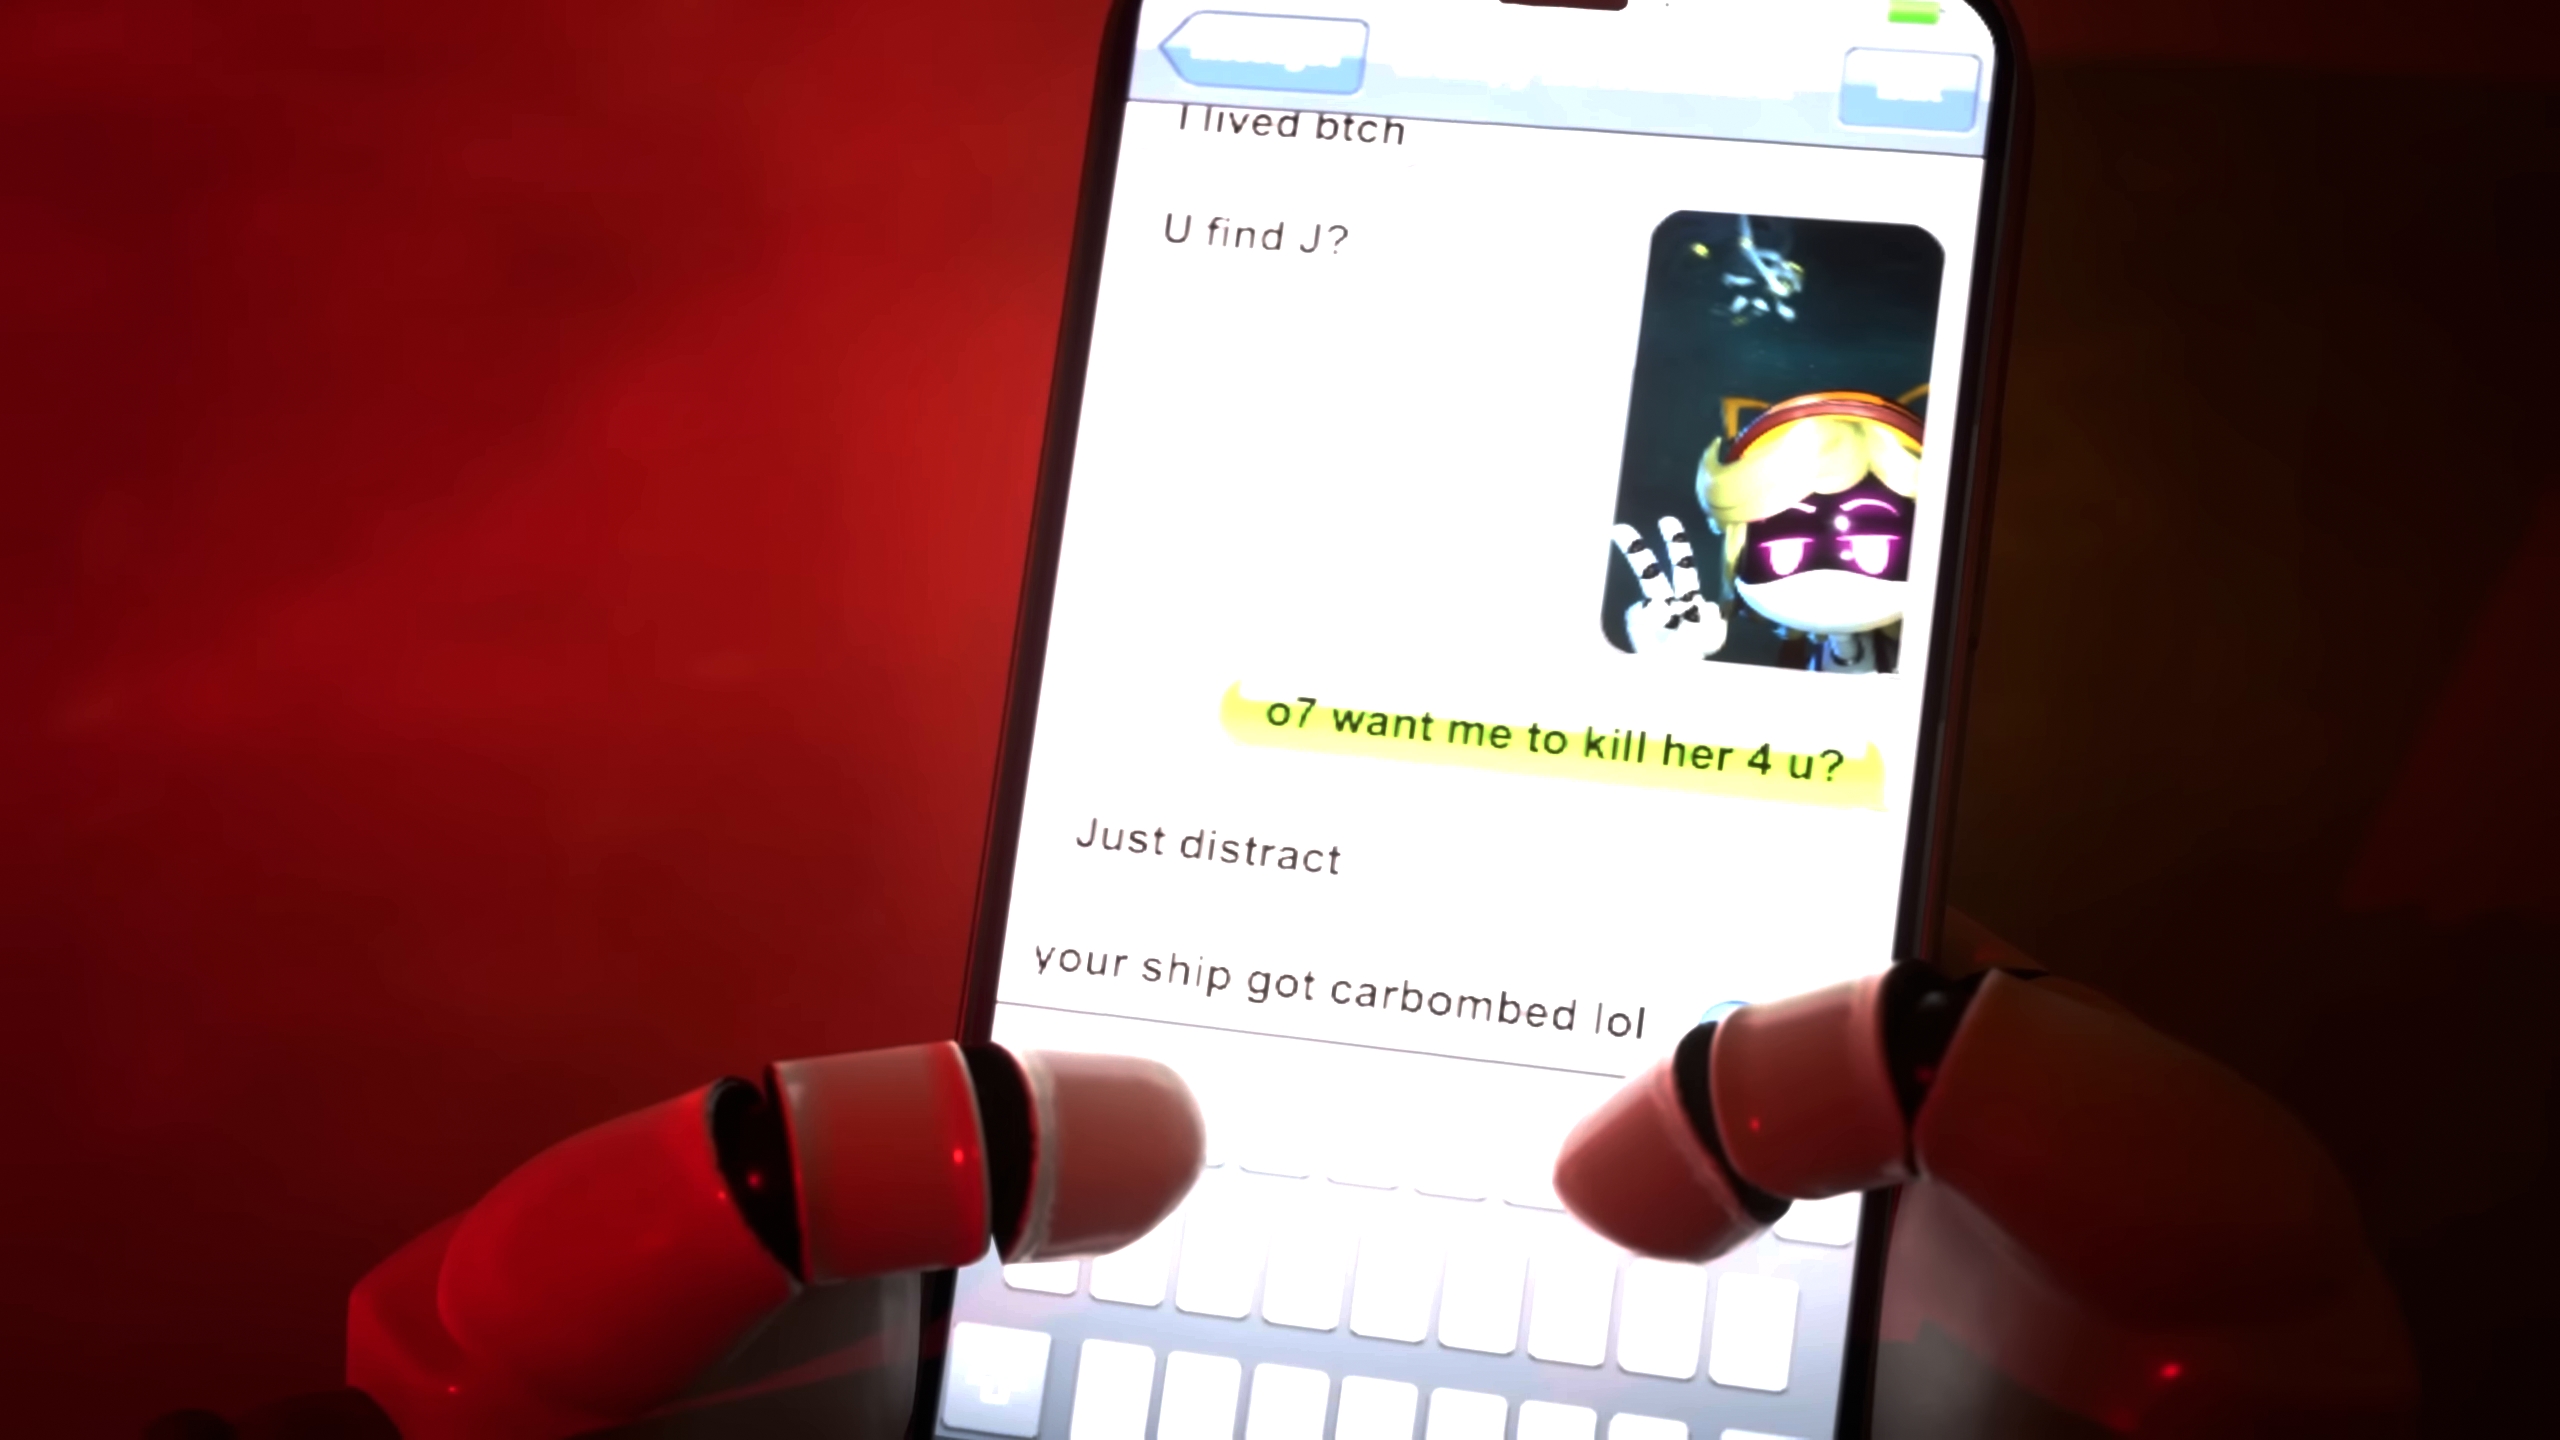 I lived btch
U find J?
o7 want me to kill her 4 u?
Just distract
your ship got carbombed lol